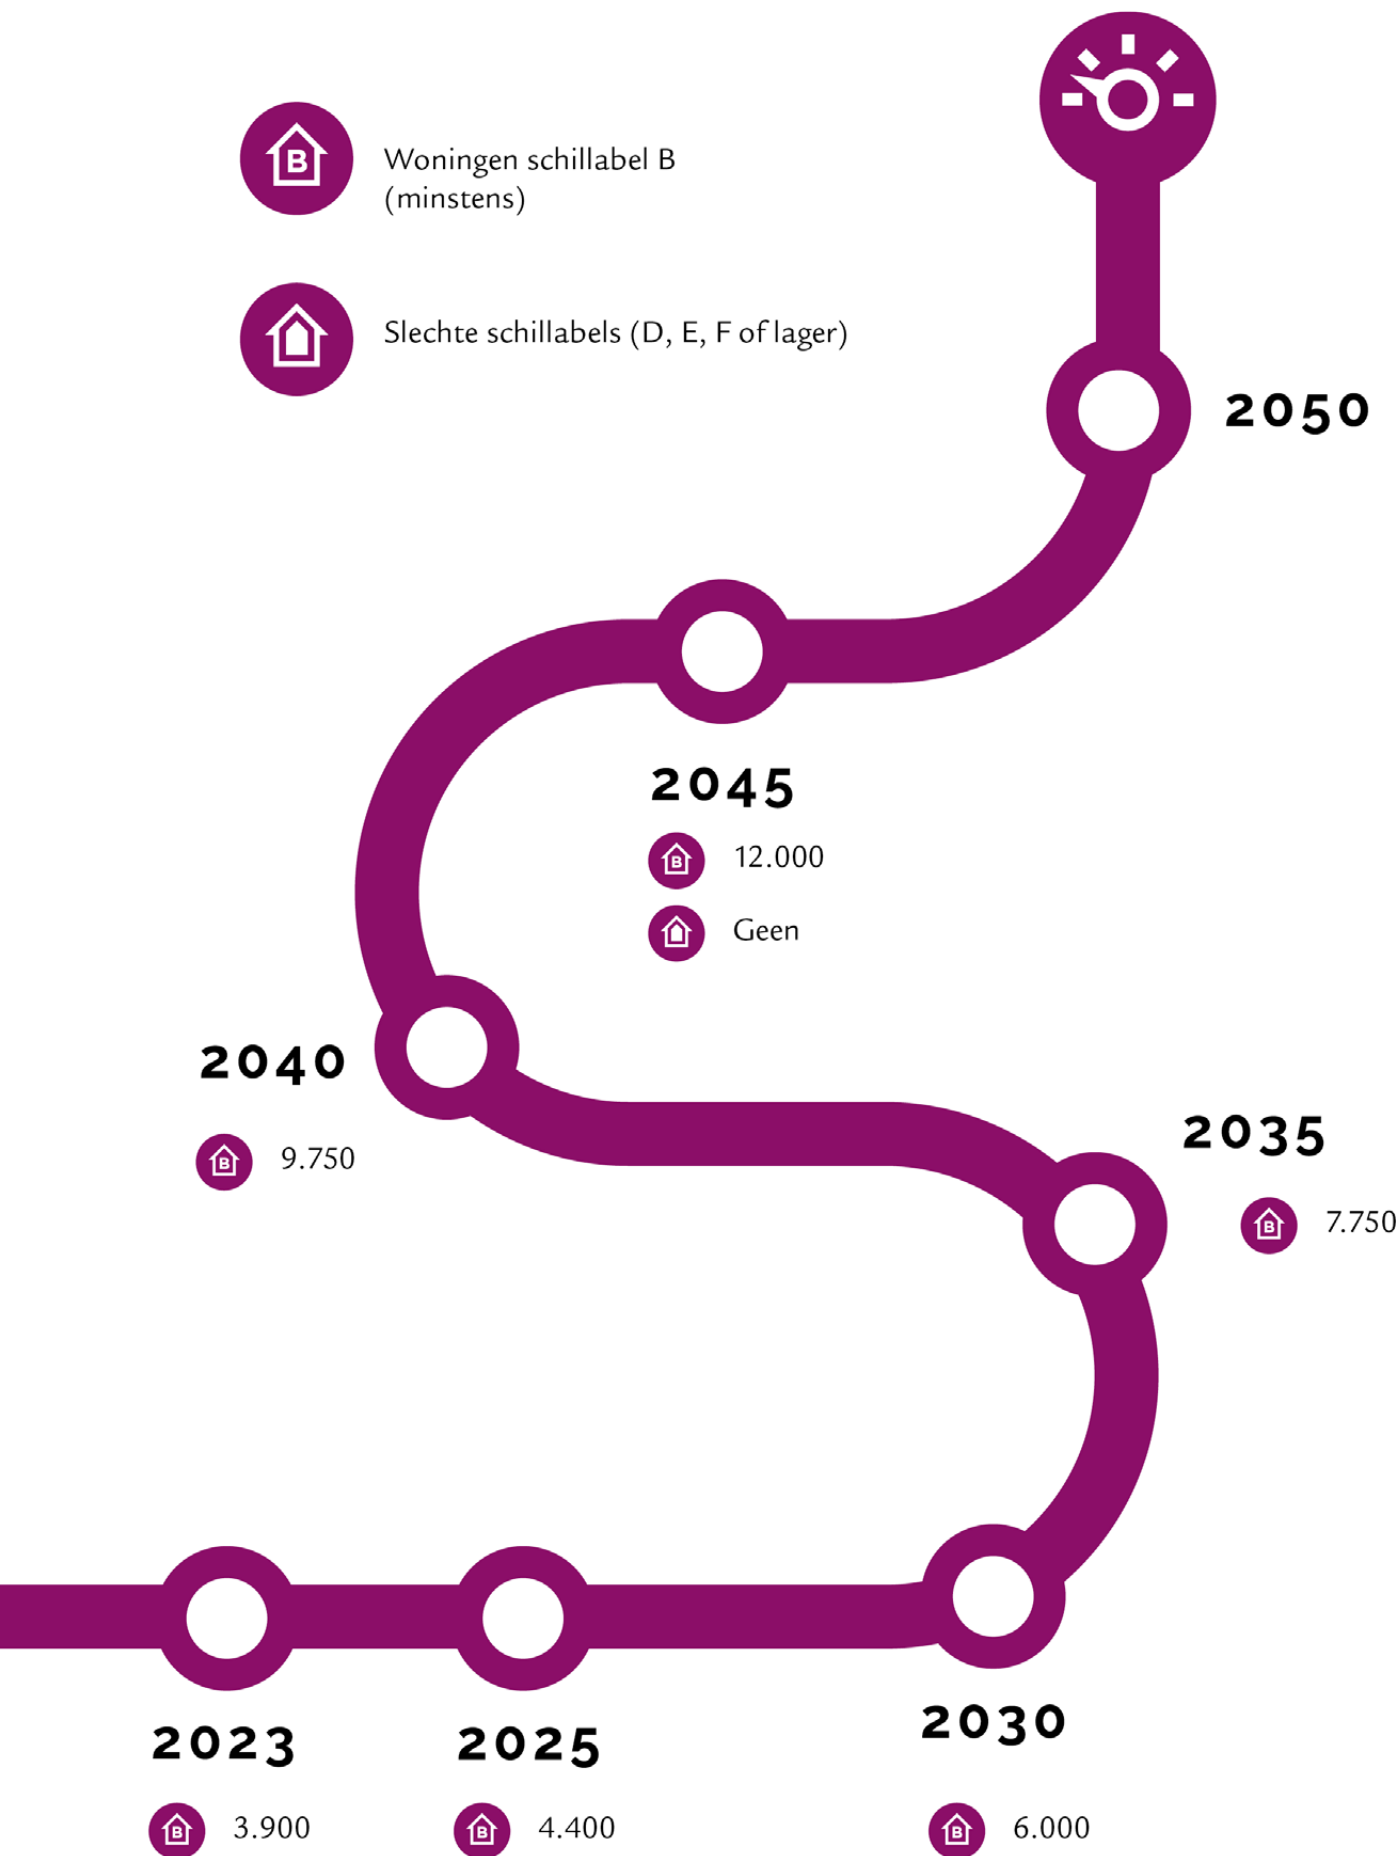 B
Woningen schillabel B
(minstens)
Slechte schillabels (D, E, F of lager)
2050
2045
B
12.000
Geen
2040
B
9.750
2035
B
7.750
2023
B
3.900
2025
B
4.400
2030
B
6.000